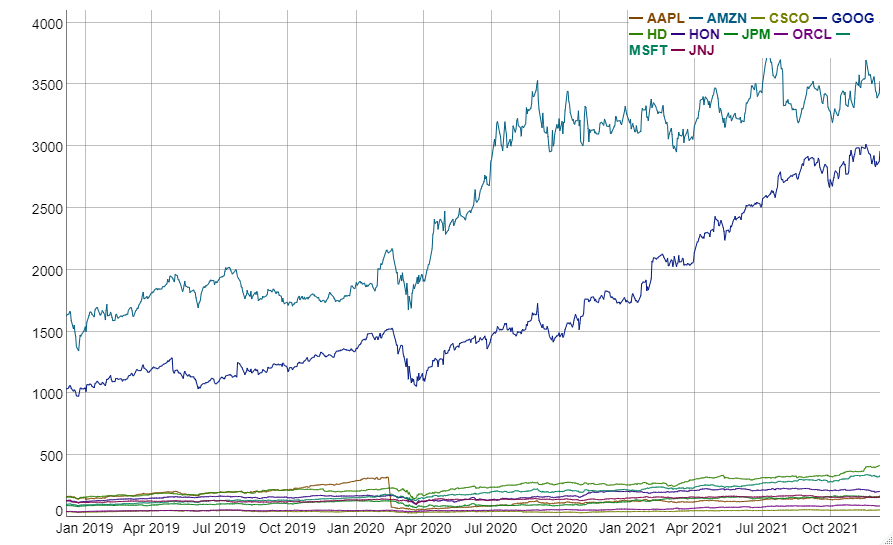 4000
3500
3000
2500
2000
1500
1000
500
0
AAPL AMZN CSCO GOOG
HD HON JPM ORCL
MSFT JNJ
Jan 2019 Apr 2019 Jul 2019 Oct 2019 Jan 2020 Apr 2020 Jul 2020 Oct 2020 Jan 2021 Apr 2021 Jul 2021 Oct 2021